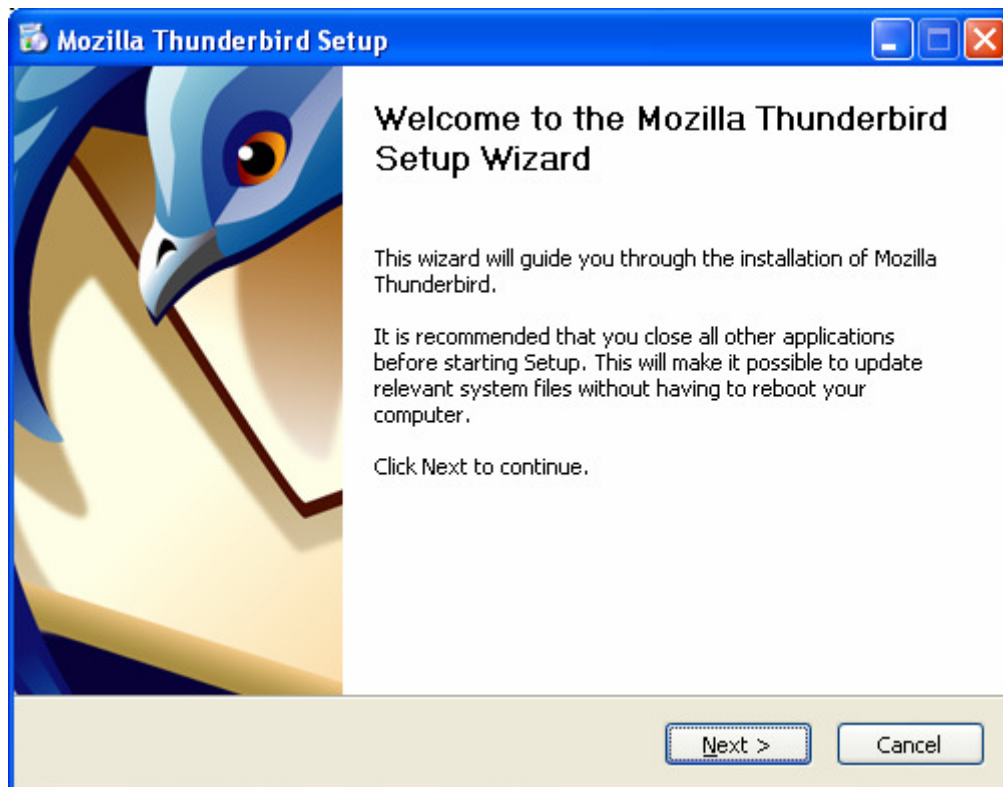 Mozilla Thunderbird Setup
Welcome to the Mozilla Thunderbird
Setup Wizard
This wizard will guide you through the installation of Mozilla
Thunderbird.
It is recommended that you close all other applications
before starting Setup. This will make it possible to update
relevant system files without having to reboot your
computer.
Click Next to continue.
Next >
Cancel